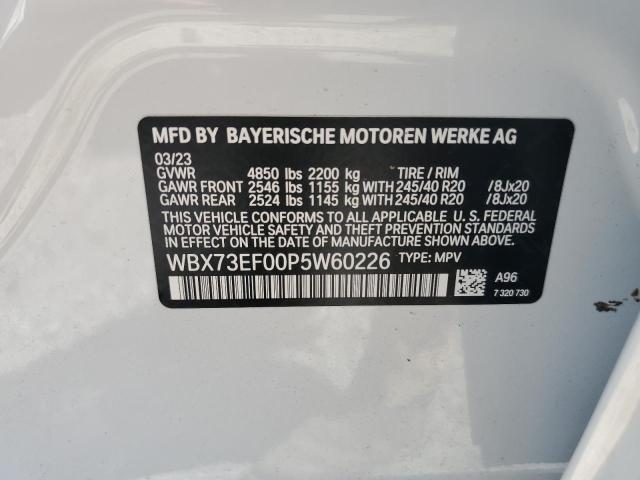 MFD BY BAYERISCHE MOTOREN WERKE AG
03/23
GVWR 4850 lbs 2200 kg TIRE / RIM
GAWR FRONT 2546 lbs 1155 kg WITH 245/40 R20 /8Jx20
GAWR REAR 2524 lbs 1145 kg WITH 245/40 R20 /8Jx20
THIS VEHICLE CONFORMS TO ALL APPLICABLE U. S. FEDERAL
MOTOR VEHICLE SAFETY AND THEFT PREVENTION STANDARDS
IN EFFECT ON THE DATE OF MANUFACTURE SHOWN ABOVE.
WBX73EF00P5W60226 TYPE: MPV
A96
7 320 730